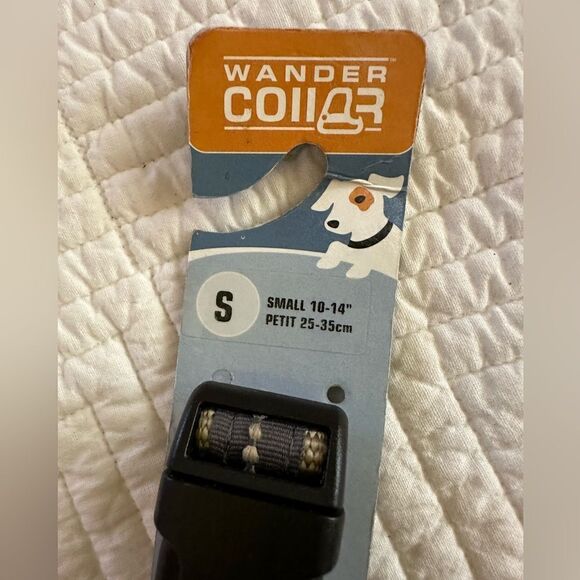 WANDER
COLLAR
S
SMALL 10-14"
PETIT 25-35cm